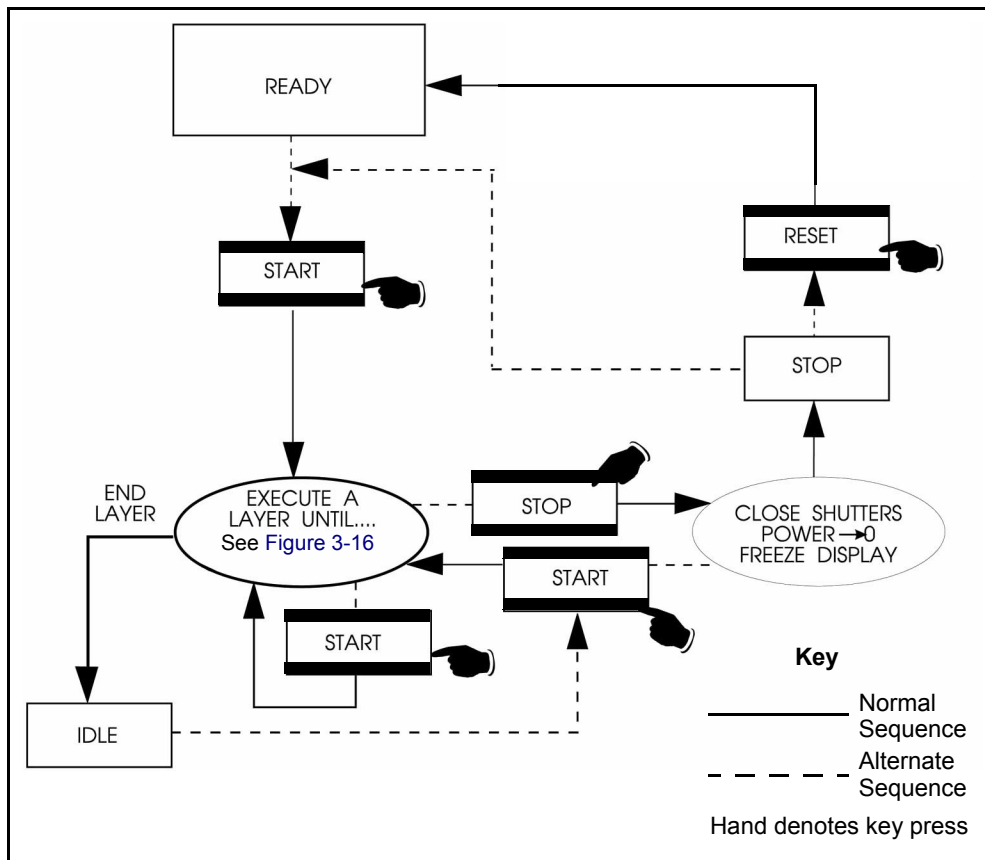 READY
RESET
START
STOP
END
LAYER
EXECUTE A
LAYER UNTIL....
See Figure 3-16
STOP
CLOSE SHUTTERS
POWER →0
FREEZE DISPLAY
START
START
IDLE
Key
Normal
Sequence
Alternate
Sequence
Hand denotes key press